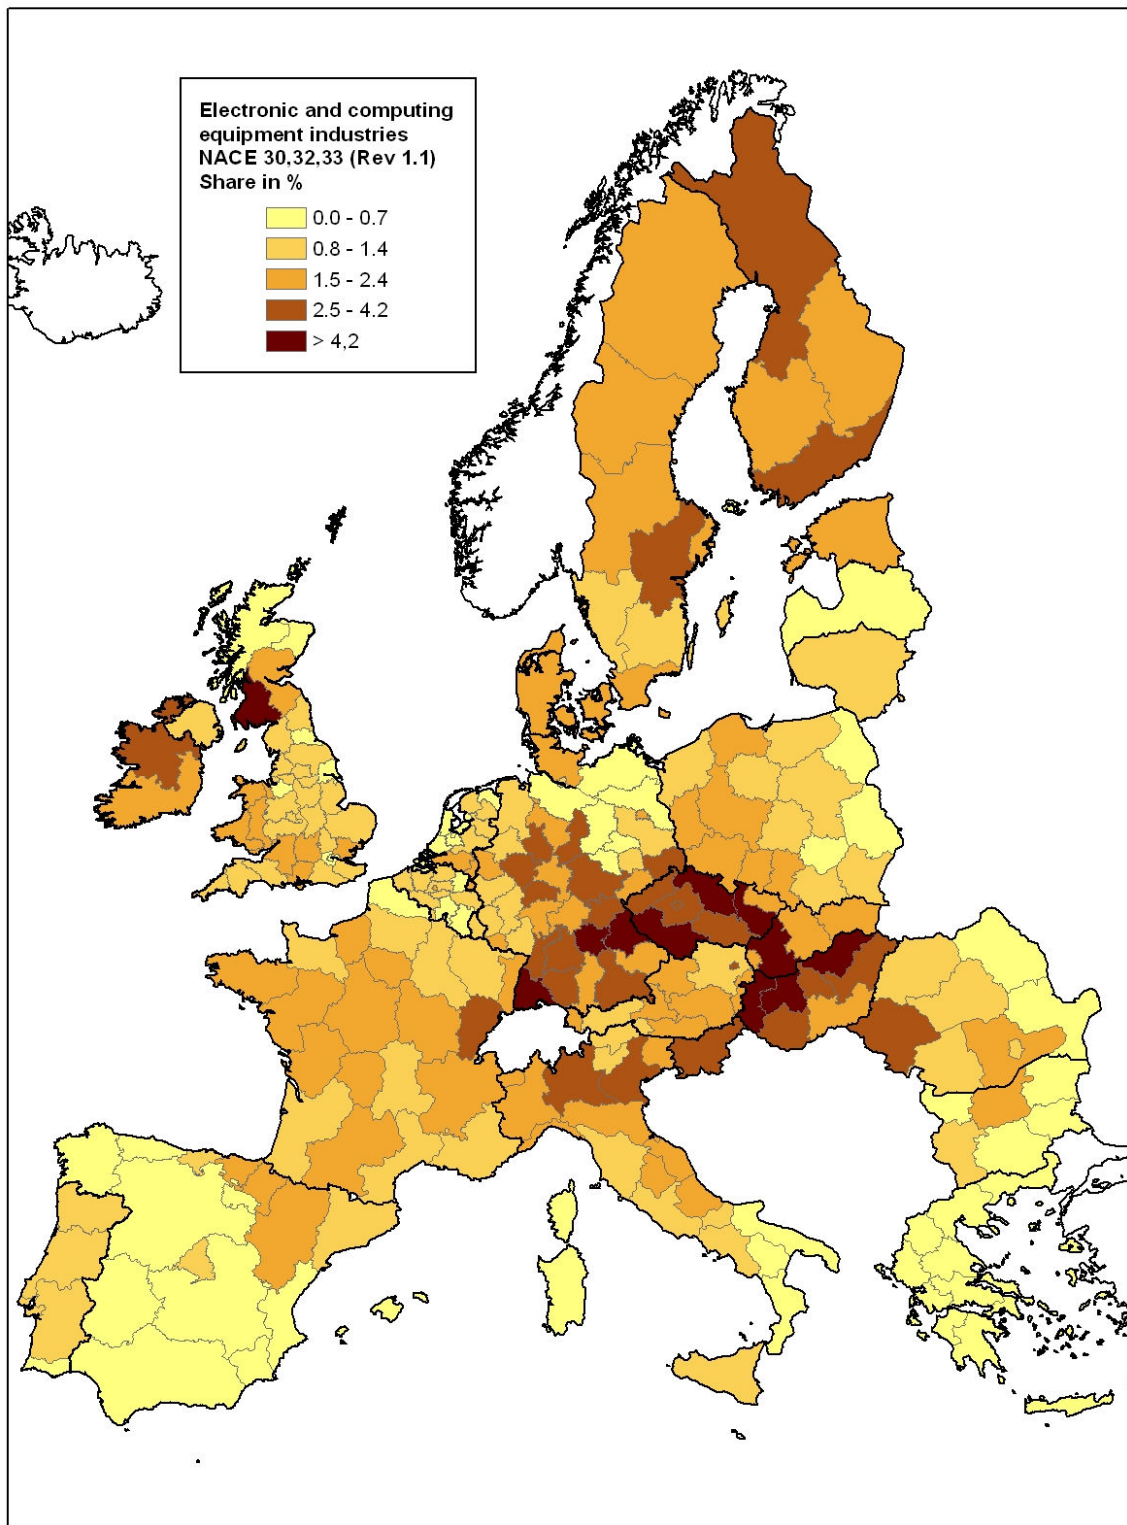 Electronic and computing
equipment industries
NACE 30,32,33 (Rev 1.1)
Share in %
0.0 - 0.7
0.8 - 1.4
1.5 - 2.4
2.5 - 4.2
> 4,2